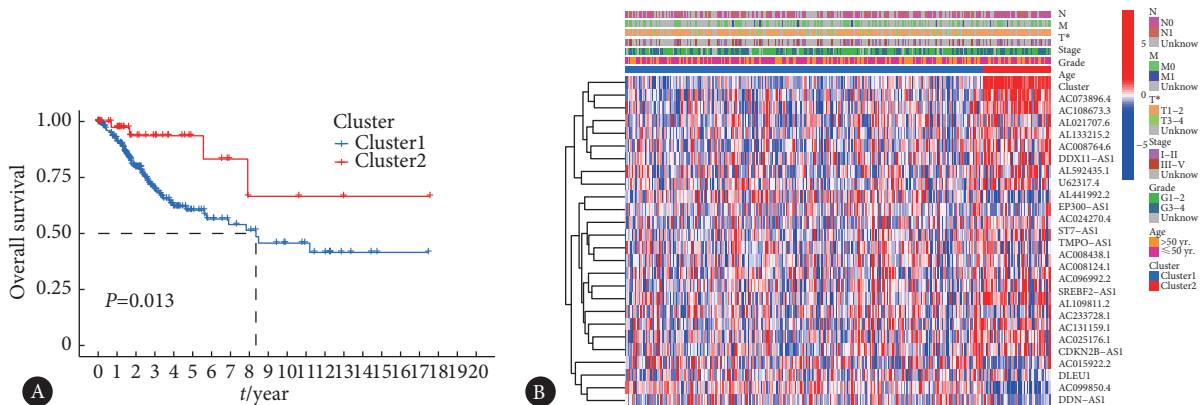 Cluster
Cluster1
Cluster2
1.00
0.75
0.50
0.25
0
Overall survival
P=0.013
0 1 2 3 4 5 6 7 8 9 10 11 12 13 14 15 16 17 18 19 20
t/year
A
N
M
T*
Stage
Grade
Age
Cluster
AC073896.4
AC108673.3
AL021707.6
AL133215.2
AC008764.6
DDX11−AS1
AL592435.1
U62317.4
AL441992.2
EP300−AS1
AC024270.4
ST7−AS1
TMPO−AS1
AC008438.1
AC008124.1
AC096992.2
SREBF2−AS1
AL109811.2
AC233728.1
AC131159.1
AC025176.1
CDKN2B−AS1
AC015922.2
DLEU1
AC099850.4
DDN−AS1
5
0
−5
N
N0
N1
Unknow
M
M0
M1
Unknow
T*
T1−2
T3−4
Unknow
Stage
I−II
III−V
Unknow
Grade
G1−2
G3−4
Unknow
Age
>50 yr.
≤50 yr.
Cluster
Cluster1
Cluster2
B